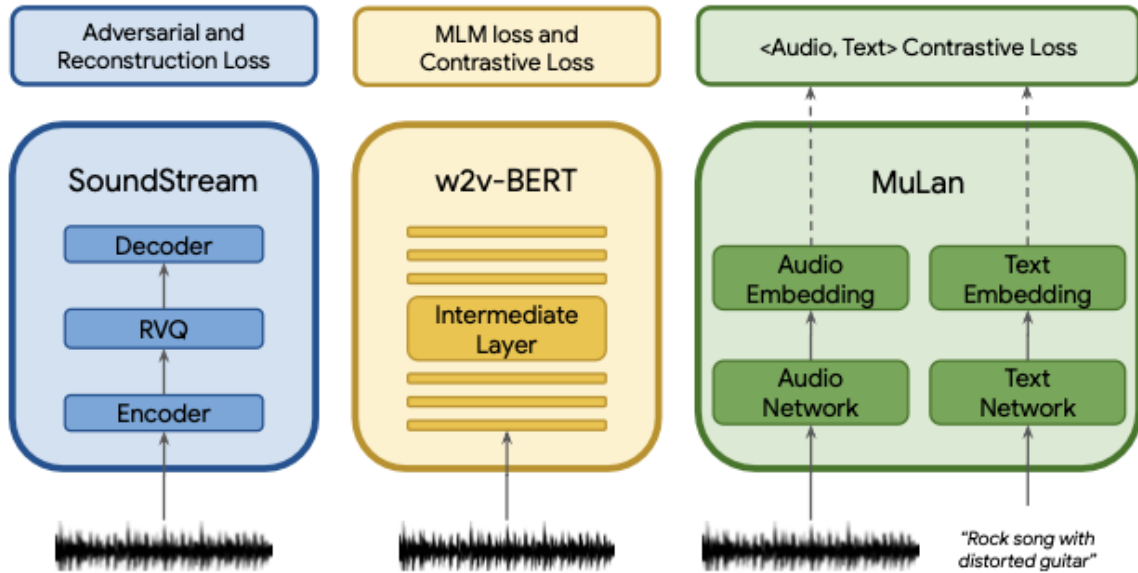 Adversarial and
Reconstruction Loss
MLM loss and
Contrastive Loss
<Audio, Text> Contrastive Loss
SoundStream
Decoder
RVQ
Encoder
w2v-BERT
Intermediate
Layer
MuLan
Audio
Embedding
Text
Embedding
Audio
Network
Text
Network
"Rock song with
distorted guitar"